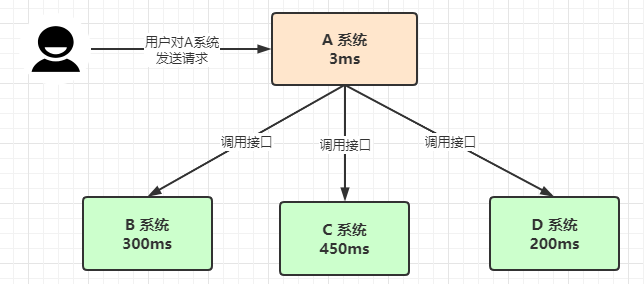 用户对A系统
发送请求
A 系统
3ms
调用接口
调用接口
调用接口
B 系统
300ms
C 系统
450ms
D 系统
200ms